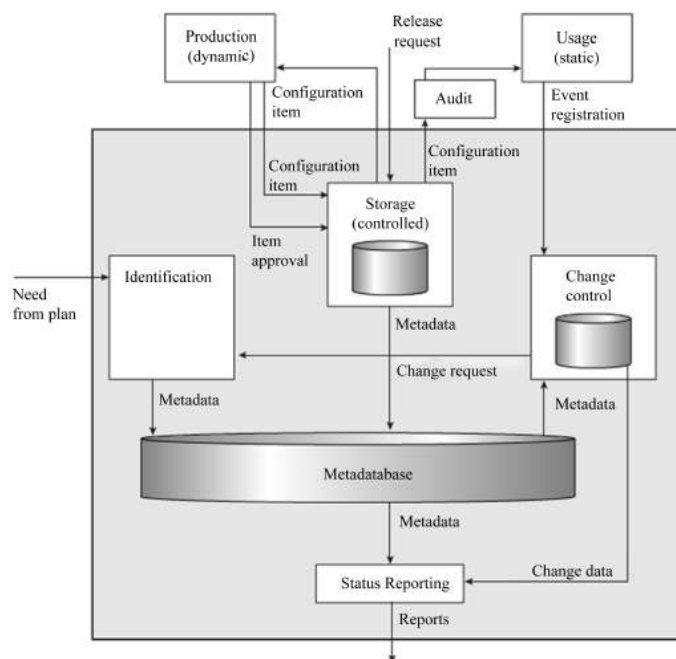 Production
(dynamic)
Release
request
Usage
(static)
Configuration
item
Audit
Event
registration
Configuration
item
Configuration
item
Storage
(controlled)
Item
approval
Identification
Change
control
Need
from plan
Metadata
Change request
Metadata
Metadata
Metadatabase
Metadata
Status Reporting
Change data
Reports